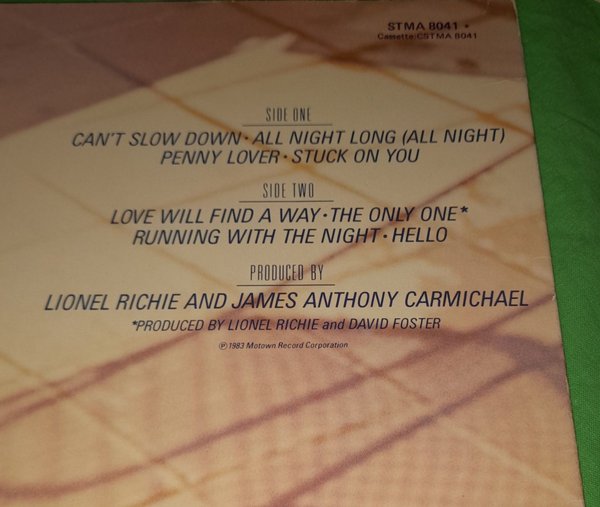 STMA 8041 •
Cassette:CSTMA 8041
SIDE ONE
CAN'T SLOW DOWN • ALL NIGHT LONG (ALL NIGHT)
PENNY LOVER • STUCK ON YOU
SIDE TWO
LOVE WILL FIND A WAY • THE ONLY ONE*
RUNNING WITH THE NIGHT • HELLO
PRODUCED BY
LIONEL RICHIE AND JAMES ANTHONY CARMICHAEL
*PRODUCED BY LIONEL RICHIE and DAVID FOSTER
℗ 1983 Motown Record Corporation